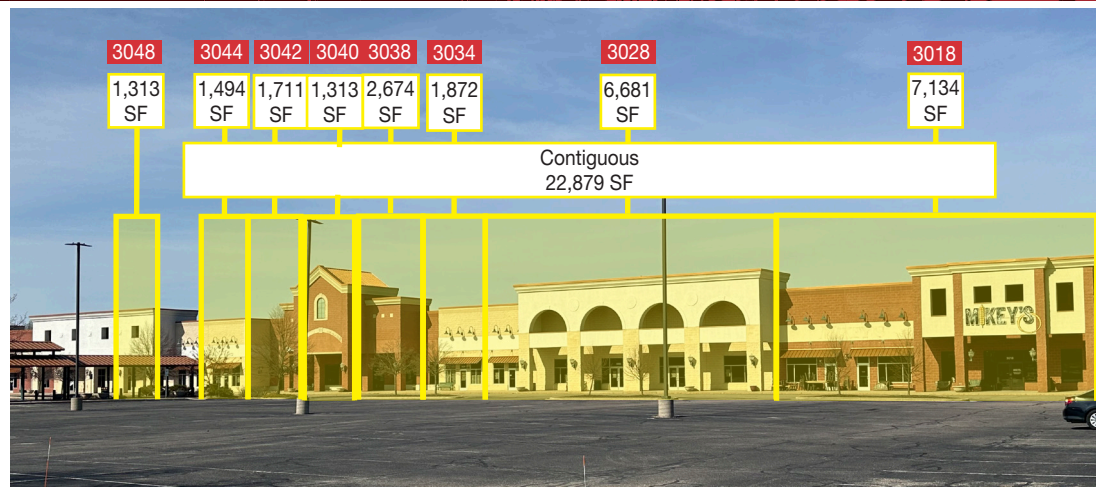 3048 3044 3042 3040 3038 3034 3028 3018
1,313 SF
1,494 SF
1,711 SF
1,313 SF
2,674 SF
1,872 SF
6,681 SF
7,134 SF
Contiguous
22,879 SF
MIKEY'S